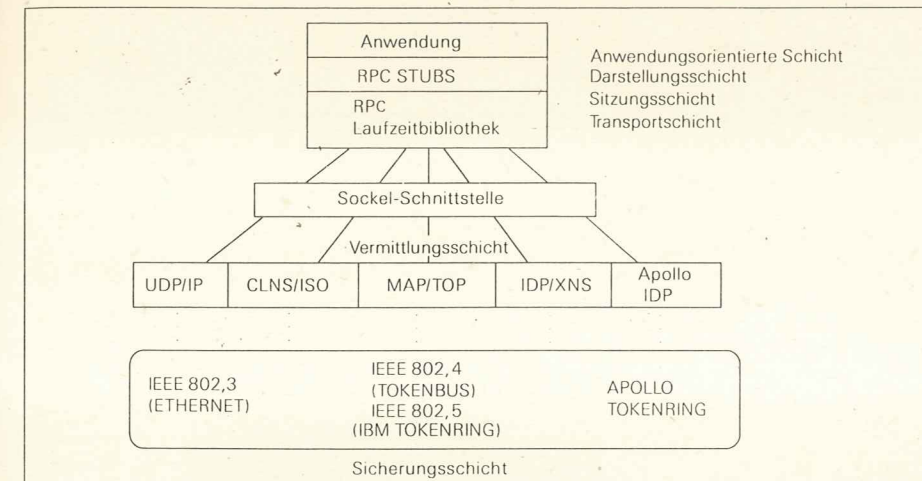 Anwendung
RPC STUBS
RPC
Laufzeitbibliothek
Anwendungsorientierte Schicht
Darstellungsschicht
Sitzungsschicht
Transportschicht
Sockel-Schnittstelle
Vermittlungsschicht
UDP/IP
CLNS/ISO
MAP/TOP
IDP/XNS
Apollo
IDP
IEEE 802,3
(ETHERNET)
IEEE 802,4
(TOKENBUS)
IEEE 802,5
(IBM TOKENRING)
APOLLO
TOKENRING
Sicherungsschicht